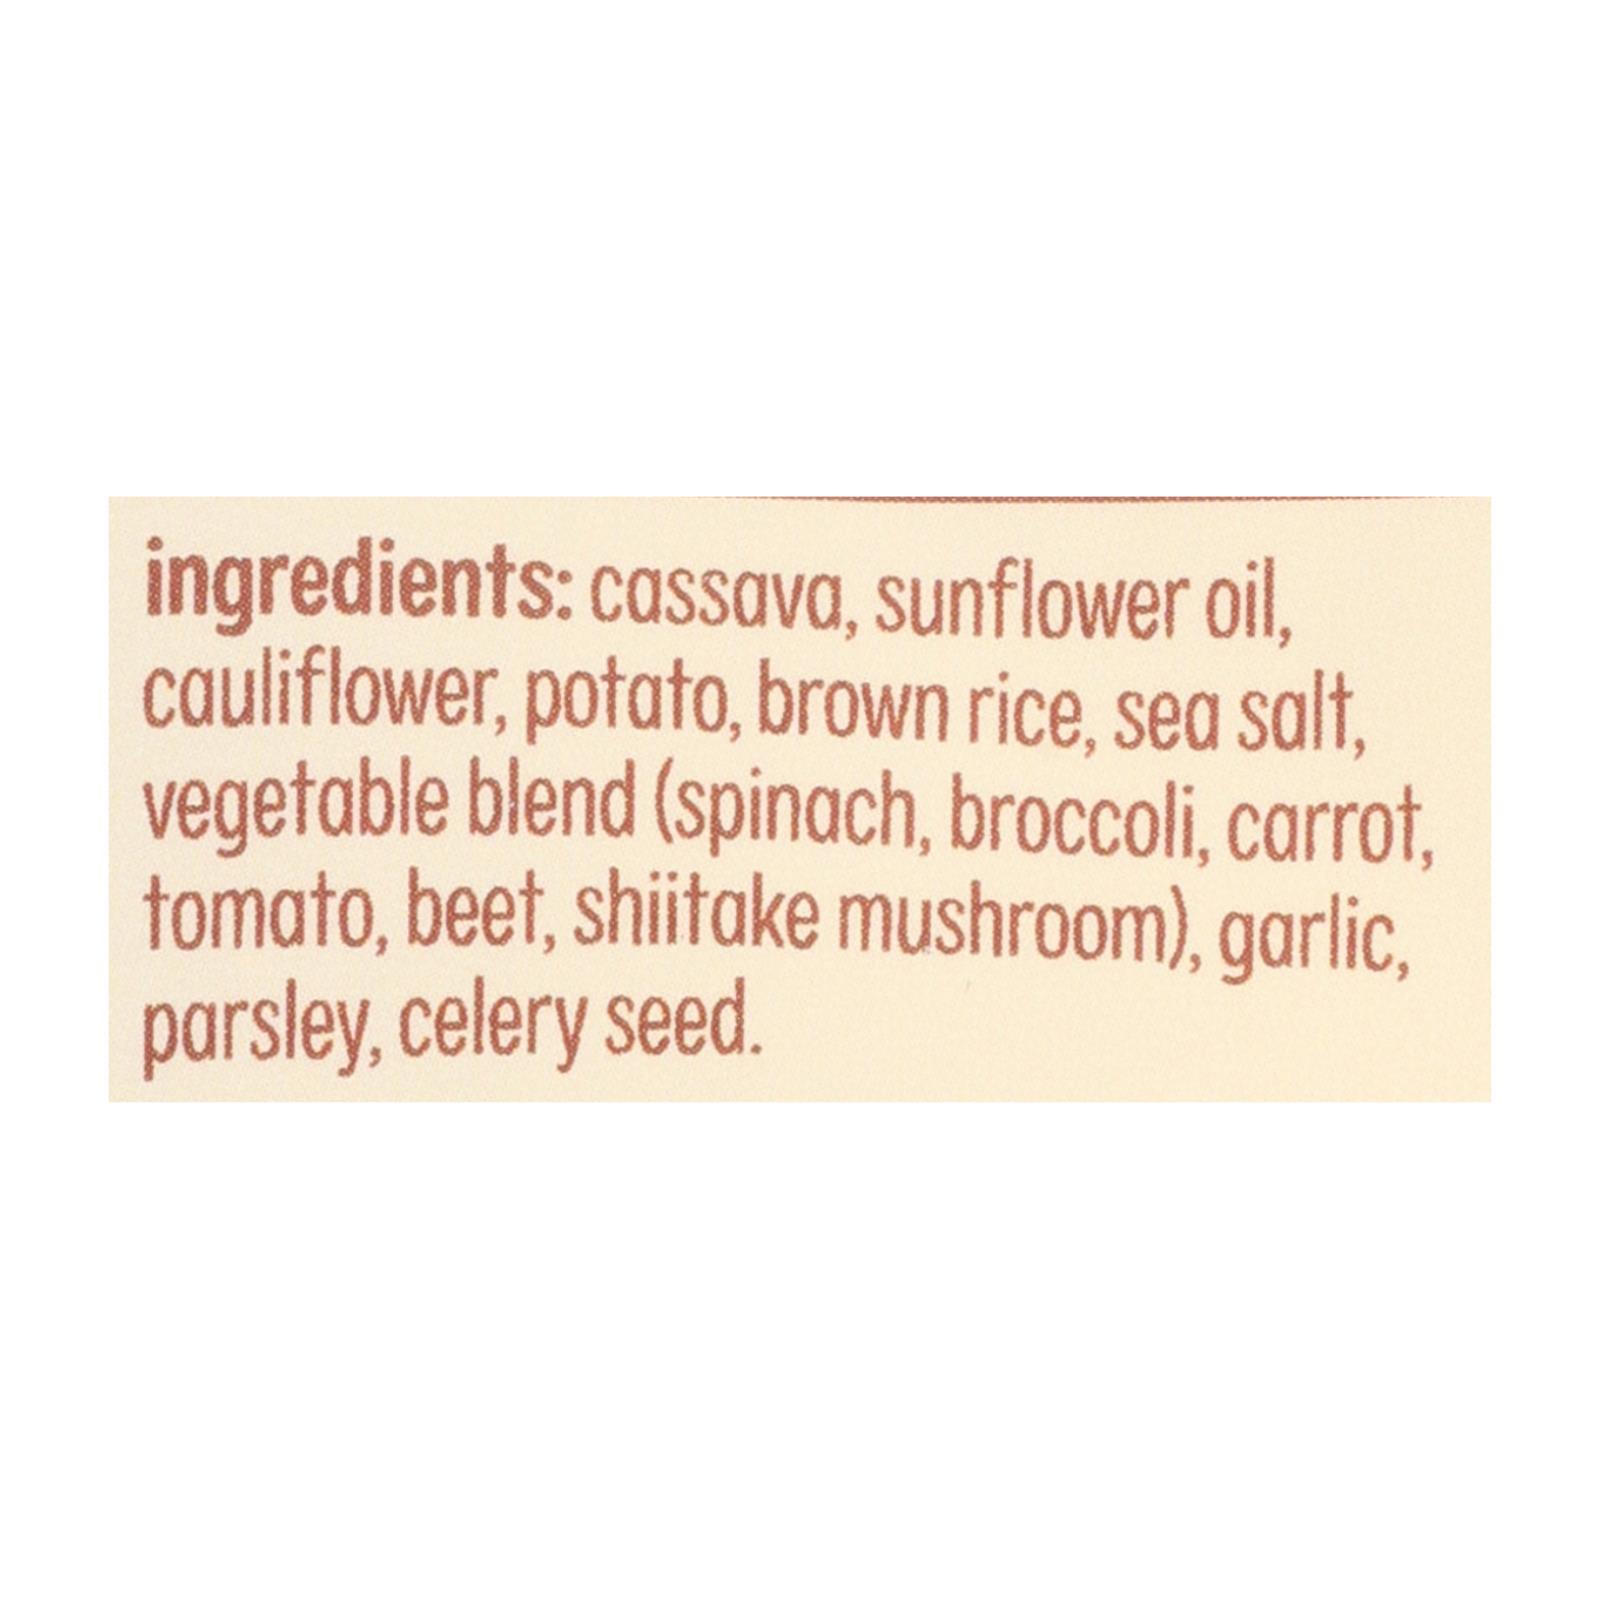 ingredients: cassava, sunflower oil,
cauliflower, potato, brown rice, sea salt,
vegetable blend (spinach, broccoli, carrot,
tomato, beet, shiitake mushroom), garlic,
parsley, celery seed.